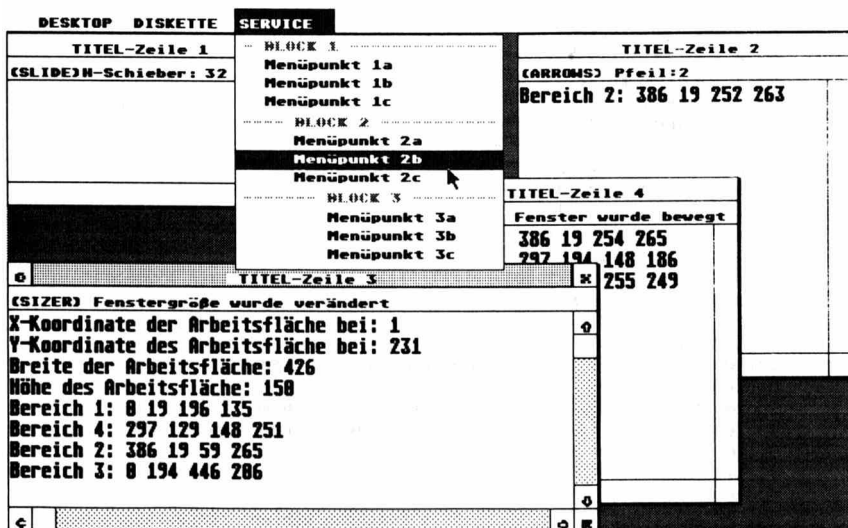 DESKTOP DISKETTE SERVICE
TITEL-Zeile 1
(SLIDE)H-Schieber: 32
BLOCK 1
Menüpunkt 1a
Menüpunkt 1b
Menüpunkt 1c
BLOCK 2
Menüpunkt 2a
Menüpunkt 2b
Menüpunkt 2c
BLOCK 3
Menüpunkt 3a
Menüpunkt 3b
Menüpunkt 3c
TITEL-Zeile 2
(ARROWS) Pfeil:2
Bereich 2: 386 19 252 263
TITEL-Zeile 4
Fenster wurde bewegt
386 19 254 265
297 194 148 186
255 249
TITEL-Zeile 3
(SIZER) Fenstergröße wurde verändert
X-Koordinate der Arbeitsfläche bei: 1
Y-Koordinate des Arbeitsfläche bei: 231
Breite der Arbeitsfläche: 426
Höhe des Arbeitsfläche: 150
Bereich 1: 0 19 196 135
Bereich 4: 297 129 148 251
Bereich 2: 386 19 59 265
Bereich 3: 0 194 446 206